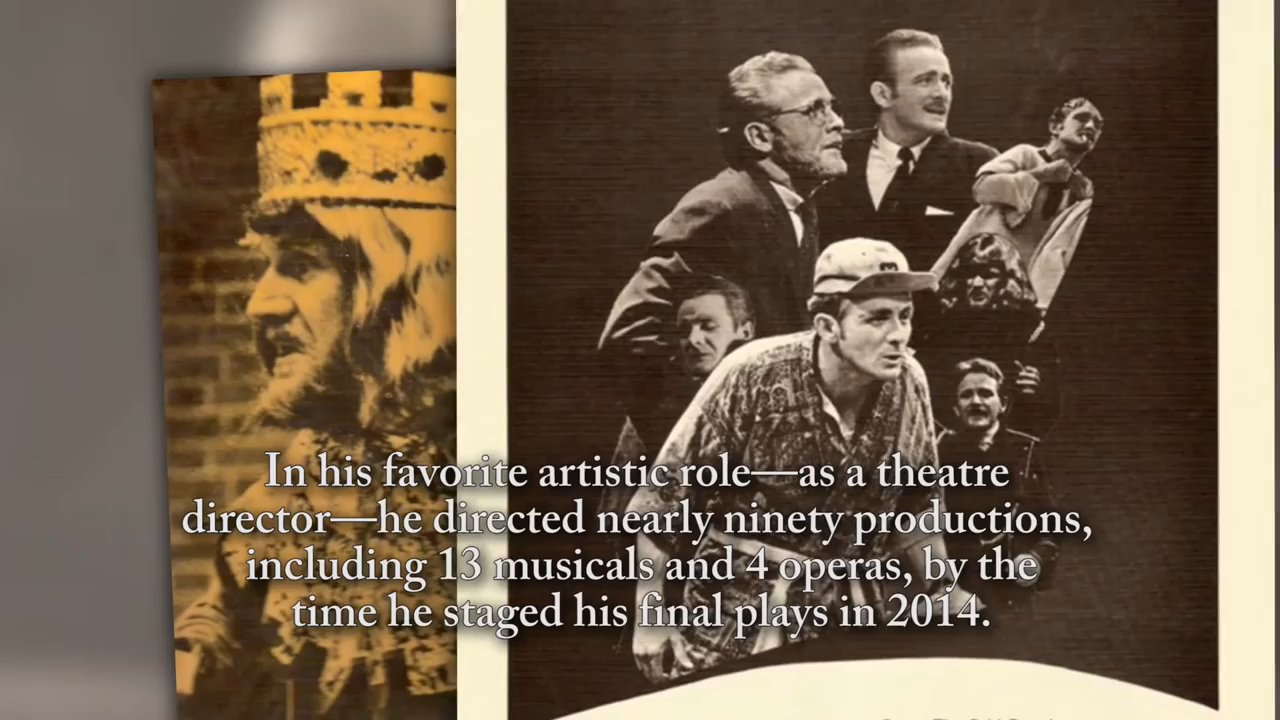 In his favorite artistic role—as a theatre
director—he directed nearly ninety productions,
including 13 musicals and 4 operas, by the
time he staged his final plays in 2014.